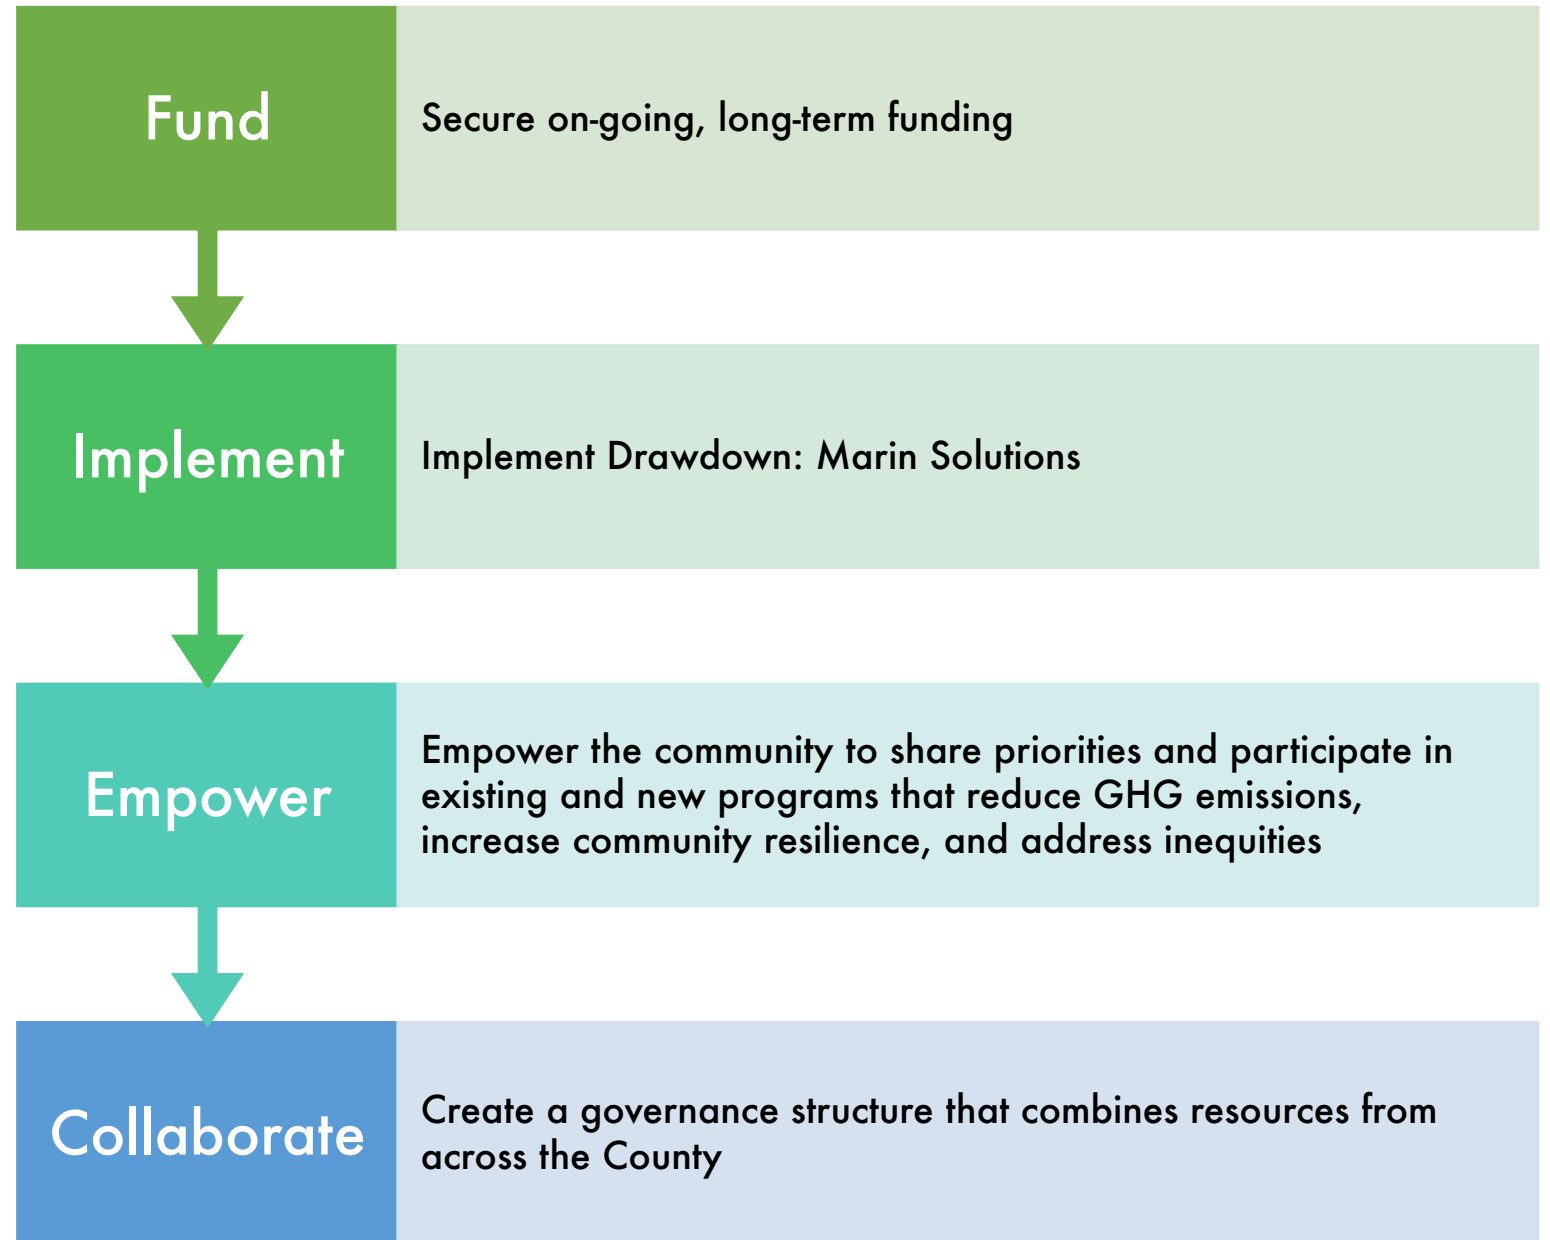 Fund
Secure on-going, long-term funding
Implement
Implement Drawdown: Marin Solutions
Empower
Empower the community to share priorities and participate in
existing and new programs that reduce GHG emissions,
increase community resilience, and address inequities
Collaborate
Create a governance structure that combines resources from
across the County